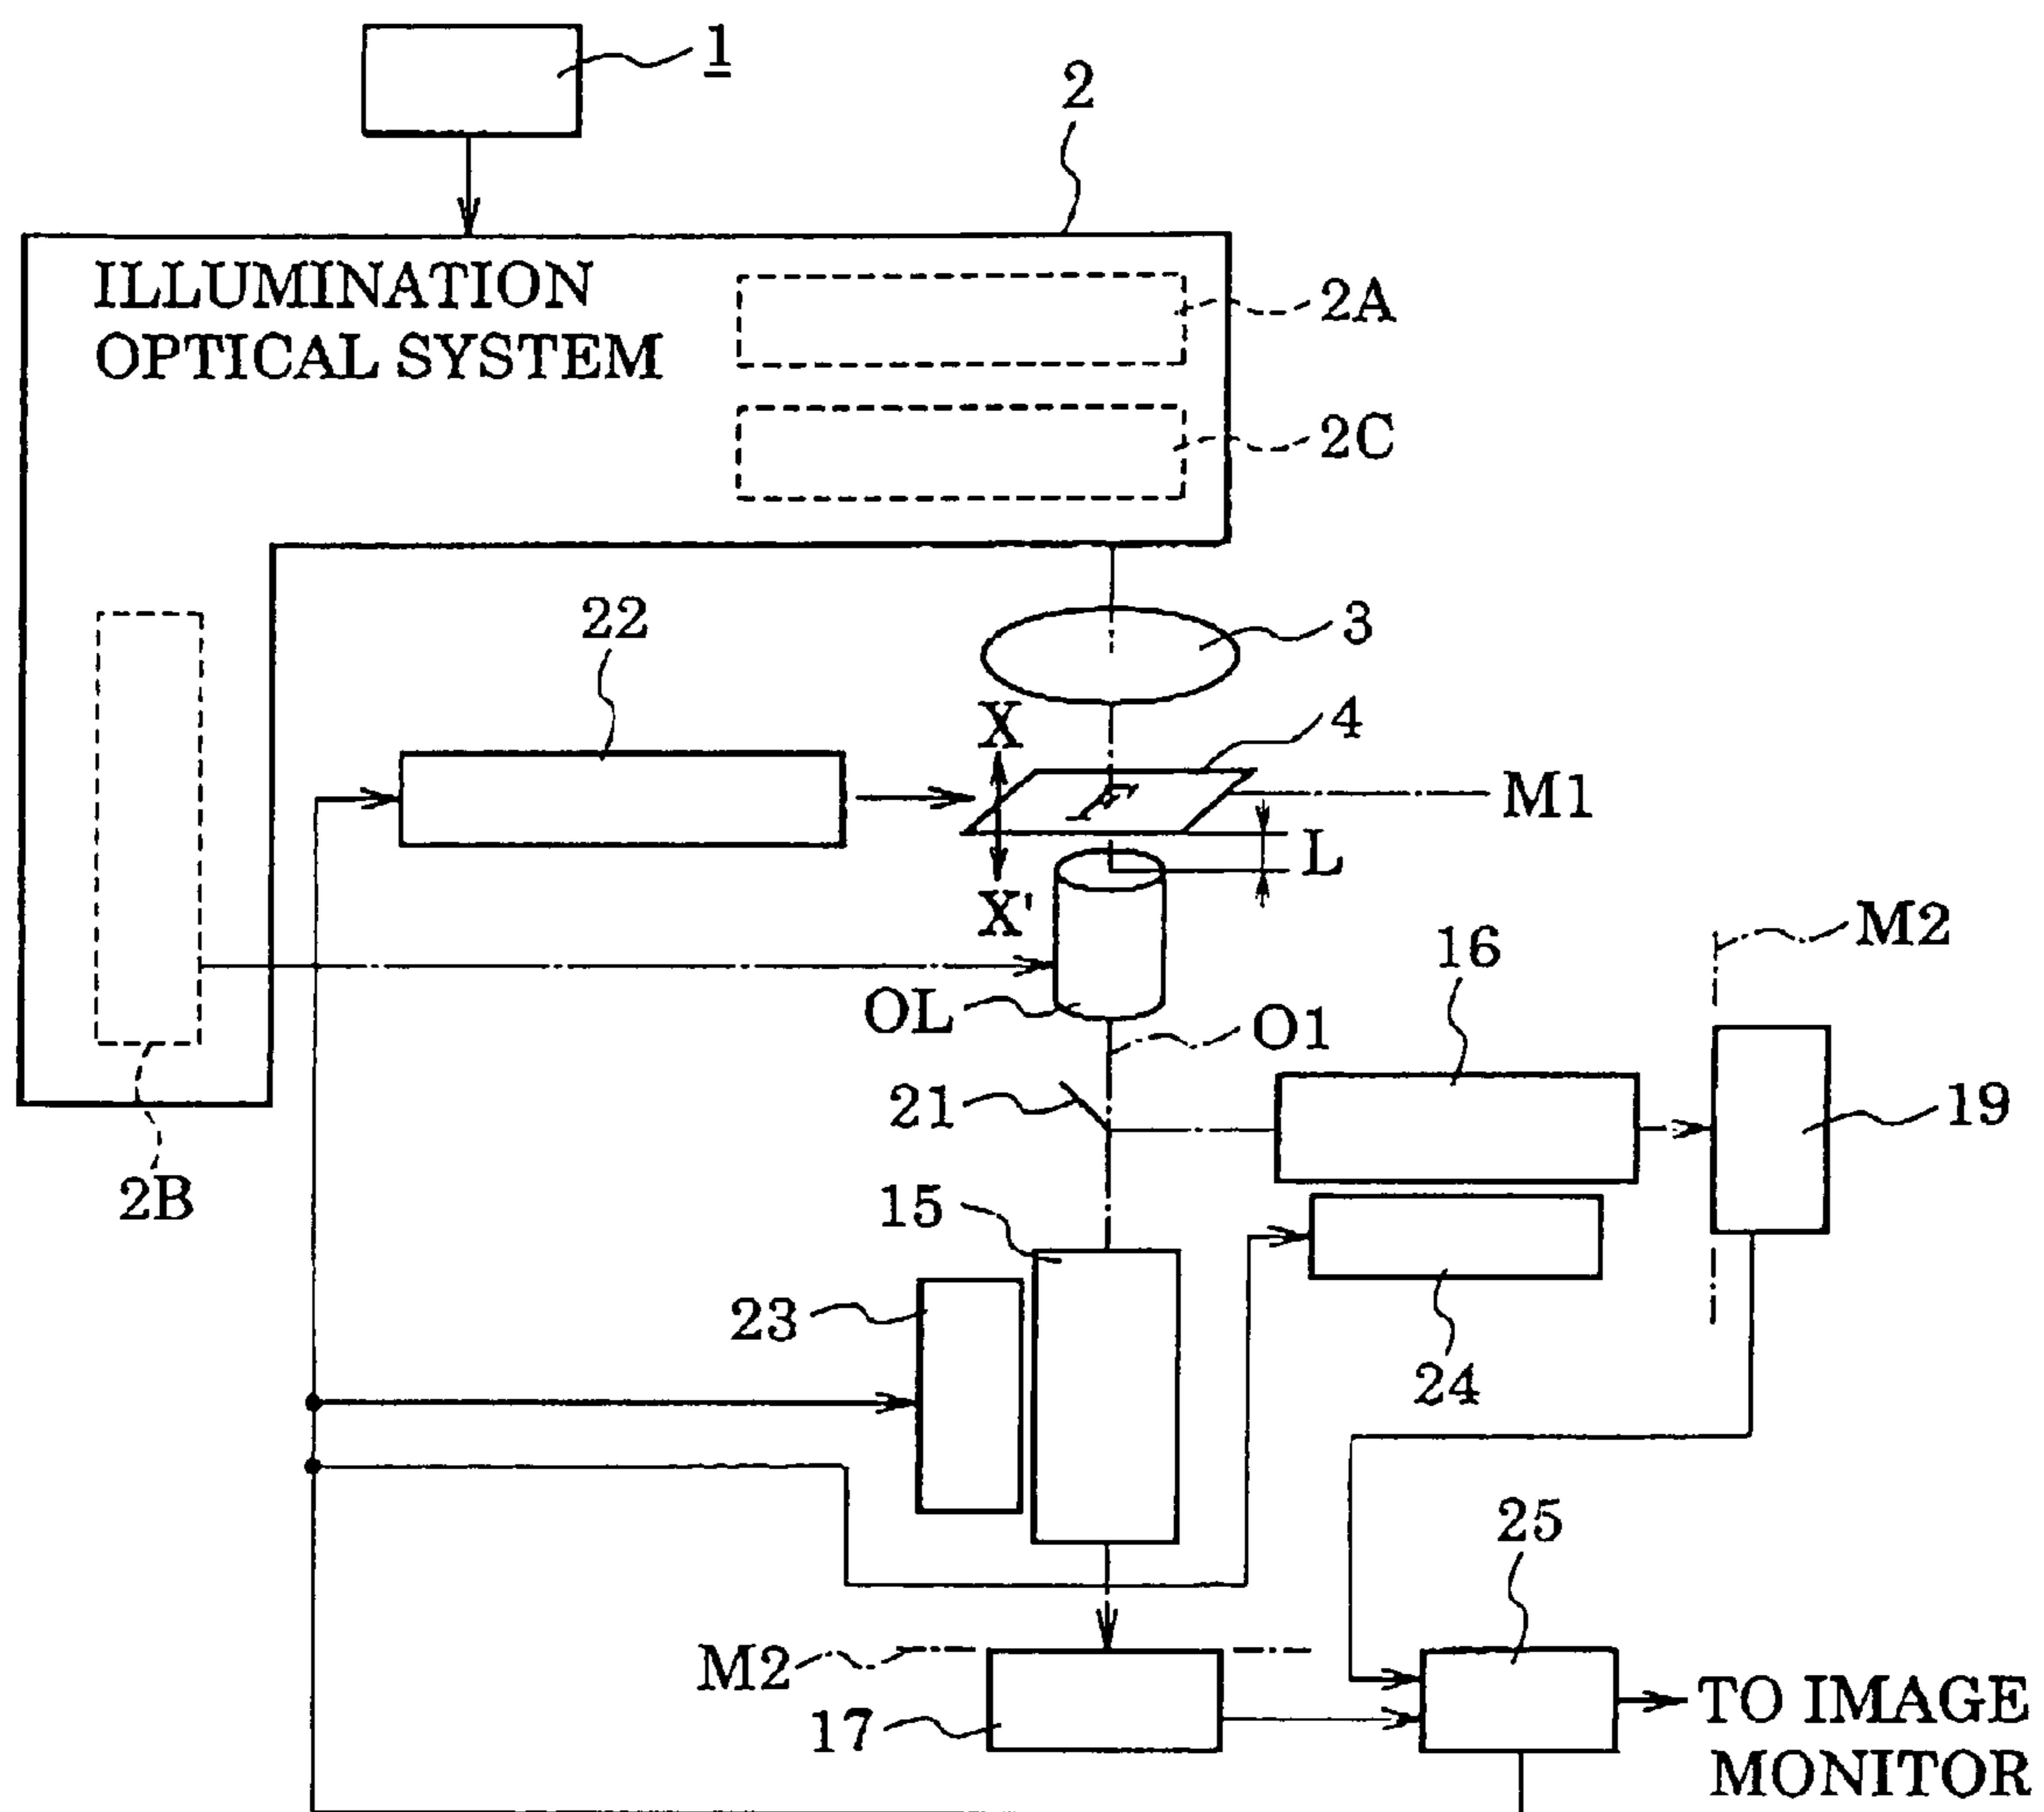 1
2
ILLUMINATION
OPTICAL SYSTEM
2A
2C
22
3
X
4
M1
L
X'
16
M2
OL
O1
21
19
2B
15
23
24
25
M2
17
TO IMAGE
MONITOR